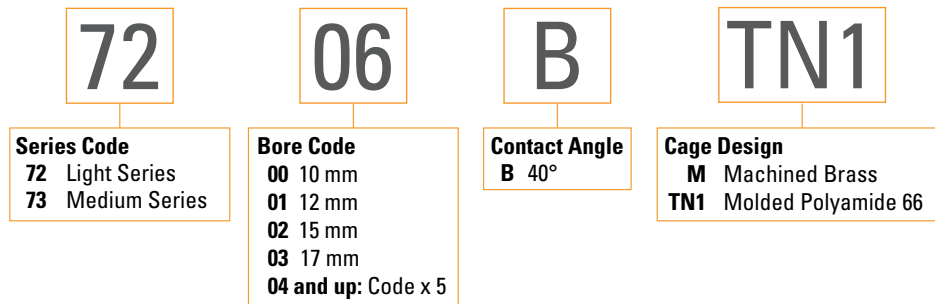 72 06 B TN1
Series Code
72 Light Series
73 Medium Series
Bore Code
00 10 mm
01 12 mm
02 15 mm
03 17 mm
04 and up: Code x 5
Contact Angle
B 40°
Cage Design
M Machined Brass
TN1 Molded Polyamide 66